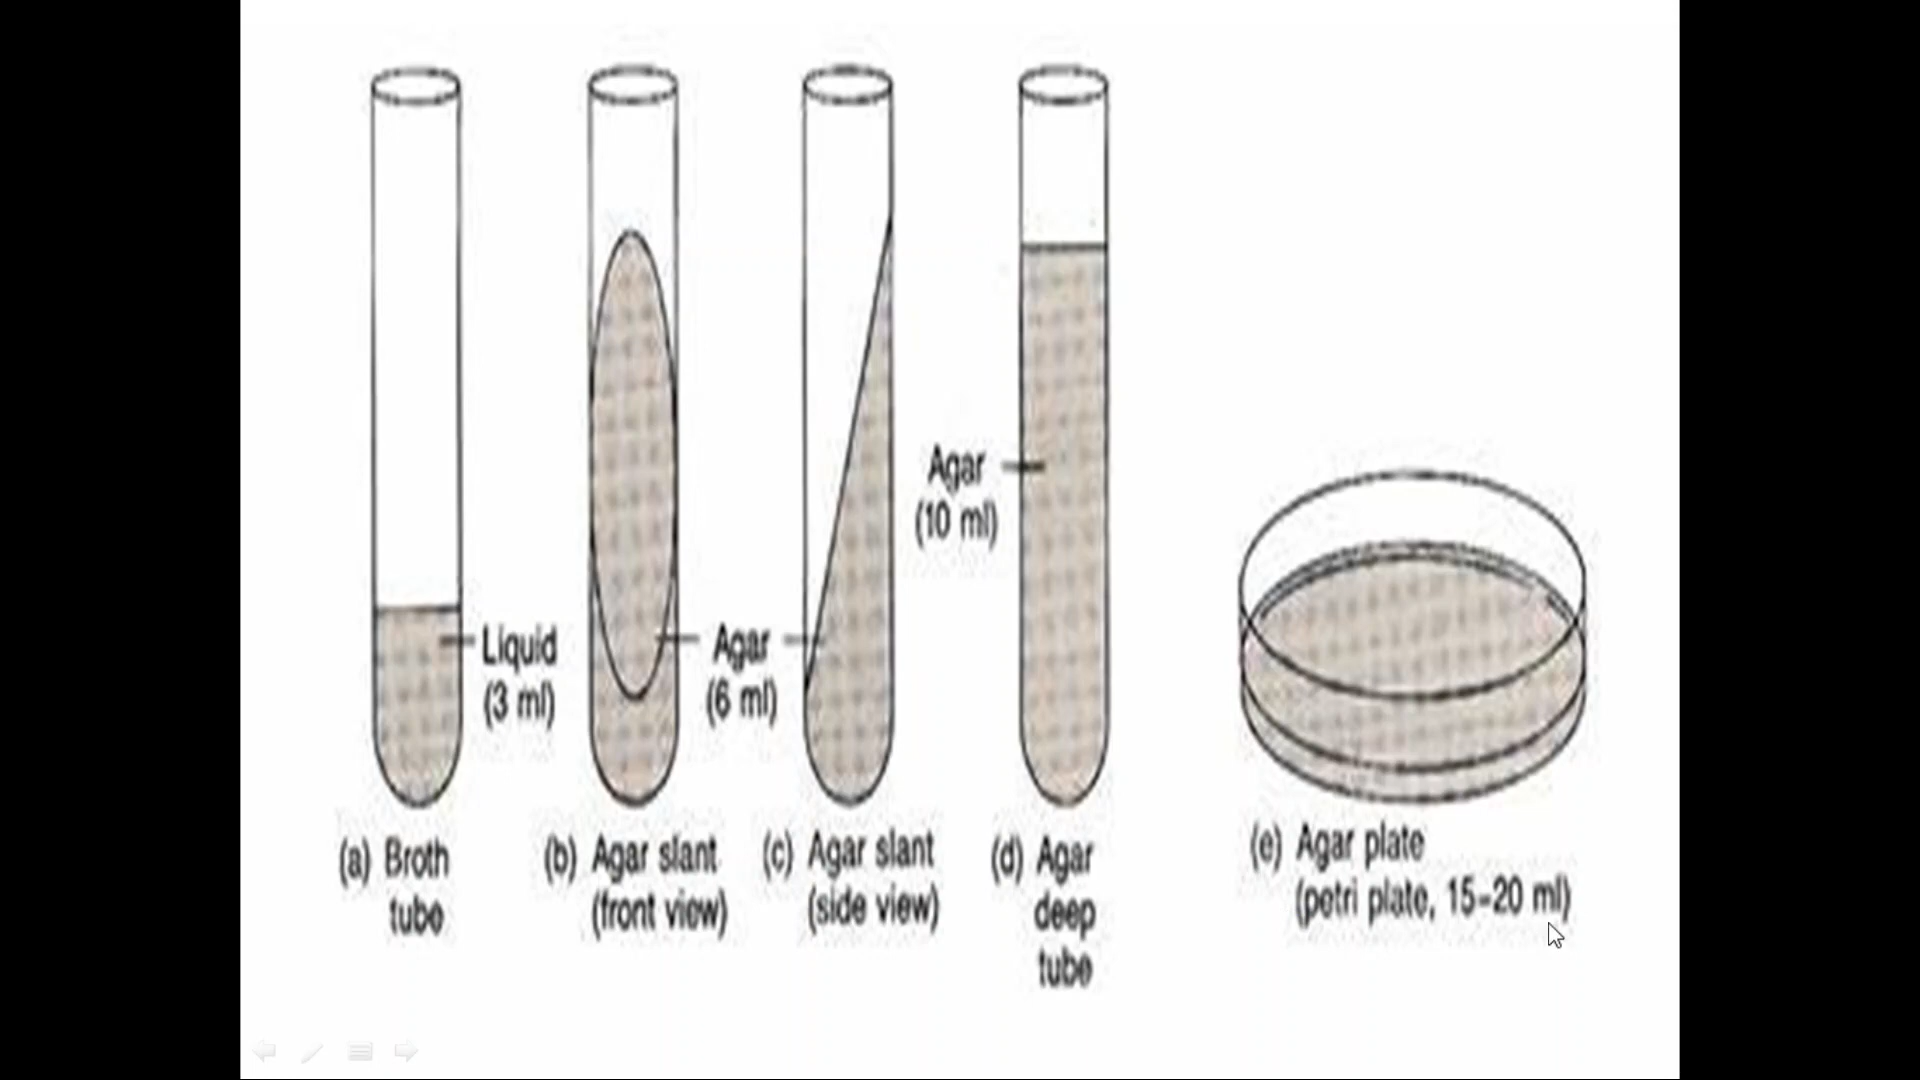 Agar
(10 ml)
Liquid
(3 ml)
Agar
(6 ml)
(a) Broth
tube
(b) Agar slant
(front view)
(c) Agar slant
(side view)
(d) Agar
deep
tube
(e) Agar plate
(petri plate, 15-20 ml)